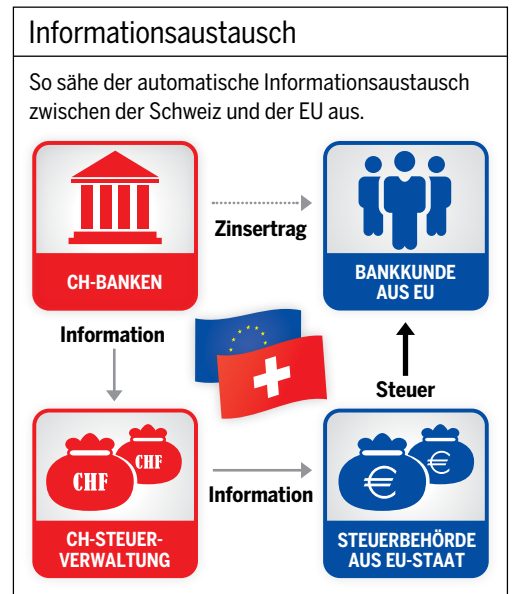 Informationsaustausch
So sähe der automatische Informationsaustausch
zwischen der Schweiz und der EU aus.
CH-BANKEN
Zinsertrag
BANKKUNDE
AUS EU
Information
Steuer
CHF
CHF
CH-STEUER-
VERWALTUNG
Information
€
€
STEUERBEHÖRDE
AUS EU-STAAT